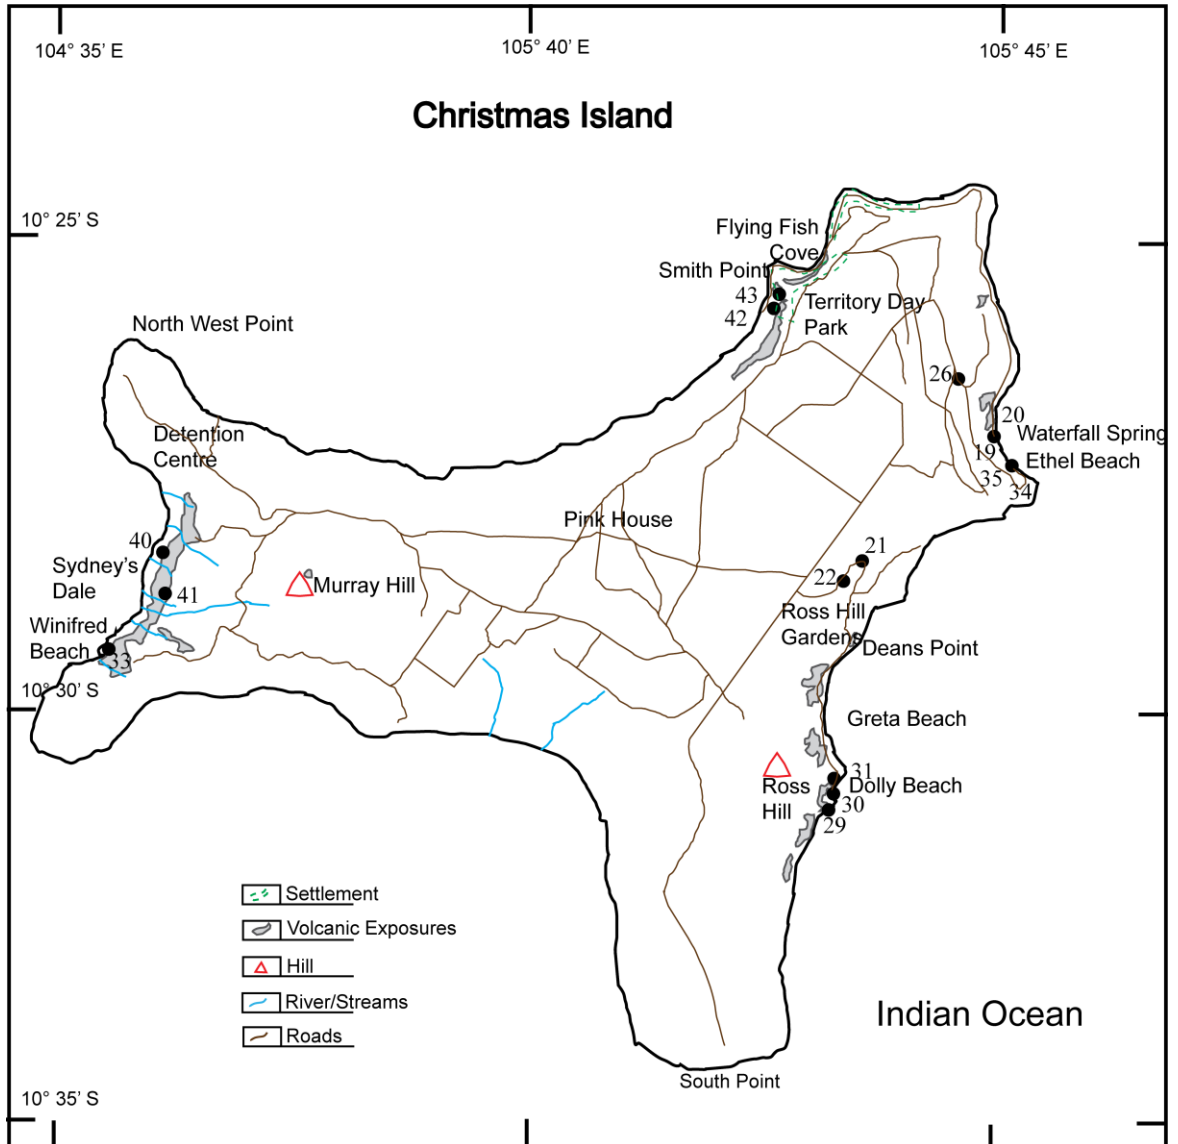 104° 35' E
105° 40' E
105° 45' E
Christmas Island
10° 25' S
Flying Fish
Cove
Smith Point
43
42
Territory Day
Park
North West Point
26
20
Waterfall Spring
19
Ethel Beach
35
34
Detention
Centre
Pink House
40
21
Sydney's
Dale
22
Murray Hill
41
Ross Hill
Gardens
Winifred
Beach
33
Deans Point
10° 30' S
Greta Beach
31
Ross
Hill
Dolly Beach
30
29
Settlement
Volcanic Exposures
Hill
River/Streams
Roads
Indian Ocean
South Point
10° 35' S